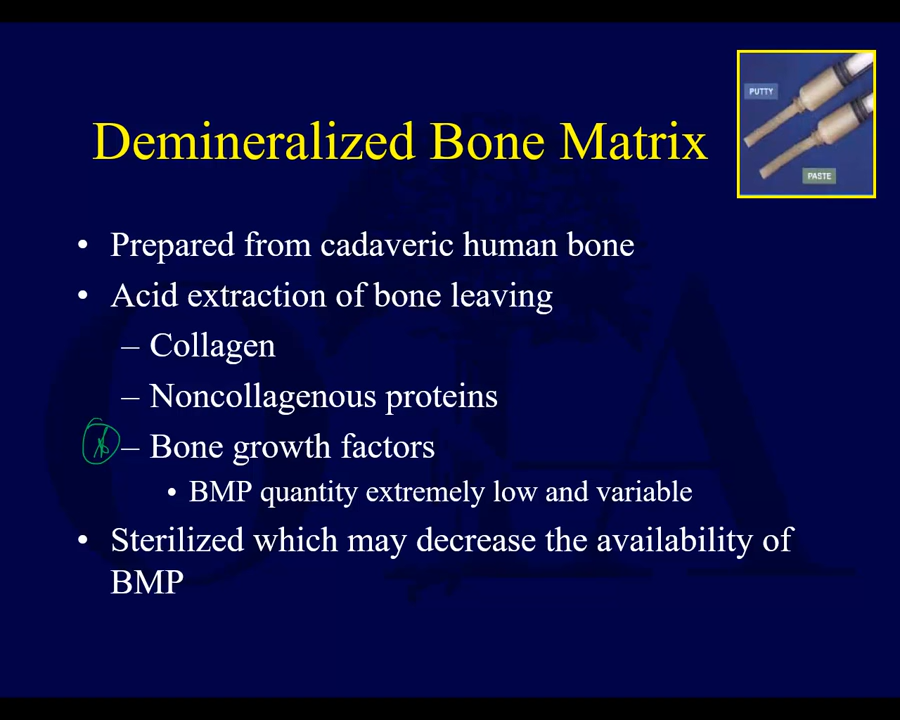 PUTTY
Demineralized Bone Matrix
PASTE
• Prepared from cadaveric human bone
• Acid extraction of bone leaving
– Collagen
– Noncollagenous proteins
– Bone growth factors
• BMP quantity extremely low and variable
• Sterilized which may decrease the availability of
BMP
OTA